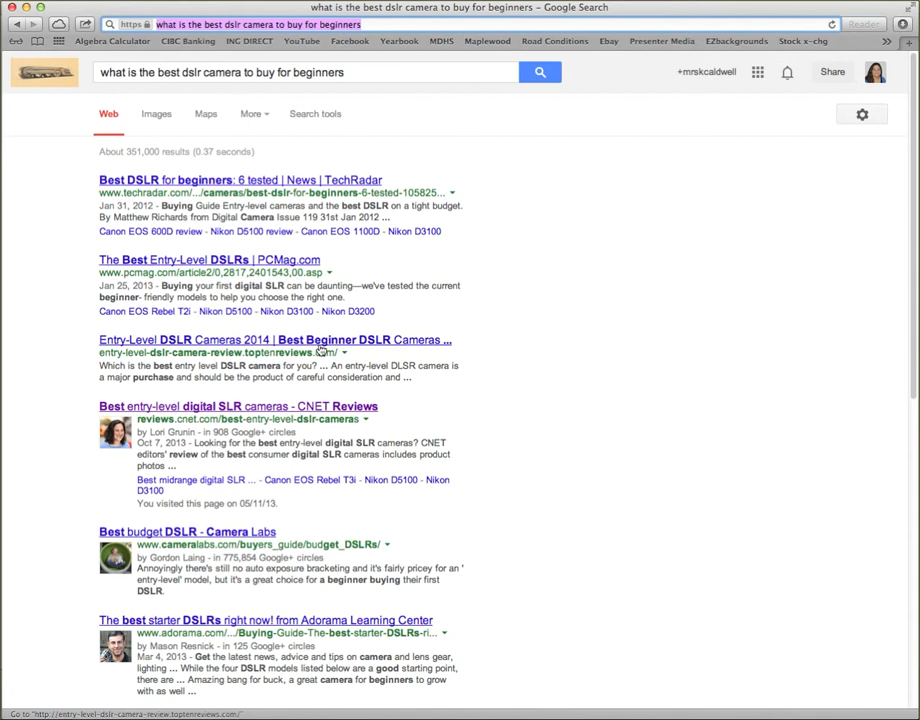 what is the best dslr camera to buy for beginners - Google Search
https what is the best dslr camera to buy for beginners Reader
Algebra Calculator CIBC Banking ING DIRECT YouTube Facebook Yearbook MDHS Maplewood Road Conditions Ebay Presenter Media EZbackgrounds Stock x-chg
what is the best dslr camera to buy for beginners
+mrskcaldwell Share
Web Images Maps More Search tools
About 351,000 results (0.37 seconds)
Best DSLR for beginners: 6 tested | News | TechRadar
www.techradar.com/.../cameras/best-dslr-for-beginners-6-tested-105825...
Jan 31, 2012 - Buying Guide Entry-level cameras and the best DSLR on a tight budget.
By Matthew Richards from Digital Camera Issue 119 31st Jan 2012 ...
Canon EOS 600D review - Nikon D5100 review - Canon EOS 1100D - Nikon D3100
The Best Entry-Level DSLRs | PCMag.com
www.pcmag.com/article2/0,2817,2401543,00.asp
Jan 25, 2013 - Buying your first digital SLR can be daunting—we've tested the current
beginner- friendly models to help you choose the right one.
Canon EOS Rebel T2i - Nikon D5100 - Nikon D3100 - Nikon D3200
Entry-Level DSLR Cameras 2014 | Best Beginner DSLR Cameras ...
entry-level-dslr-camera-review.toptenreviews.com/
Which is the best entry level DSLR camera for you? ... An entry-level DLSR camera is
a major purchase and should be the product of careful consideration and ...
Best entry-level digital SLR cameras - CNET Reviews
reviews.cnet.com/best-entry-level-dslr-cameras
by Lori Grunin - in 908 Google+ circles
Oct 7, 2013 - Looking for the best entry-level digital SLR cameras? CNET
editors' review of the best consumer digital SLR cameras includes product
photos ...
Best midrange digital SLR ... - Canon EOS Rebel T3i - Nikon D5100 - Nikon
D3100
You visited this page on 05/11/13.
Best budget DSLR - Camera Labs
www.cameralabs.com/buyers_guide/budget_DSLRs/
by Gordon Laing - in 775,854 Google+ circles
Annoyingly there's still no auto exposure bracketing and it's fairly pricey for an '
entry-level' model, but it's a great choice for a beginner buying their first
DSLR.
The best starter DSLRs right now! from Adorama Learning Center
www.adorama.com/.../Buying-Guide-The-best-starter-DSLRs-ri...
by Mason Resnick - in 125 Google+ circles
Mar 4, 2013 - Get the latest news, advice and tips on camera and lens gear,
lighting ... While the four DSLR models listed below are a good starting point,
there are ... Amazing bang for buck, a great camera for beginners to grow
with as well ...
Go to "http://entry-level-dslr-camera-review.toptenreviews.com/"